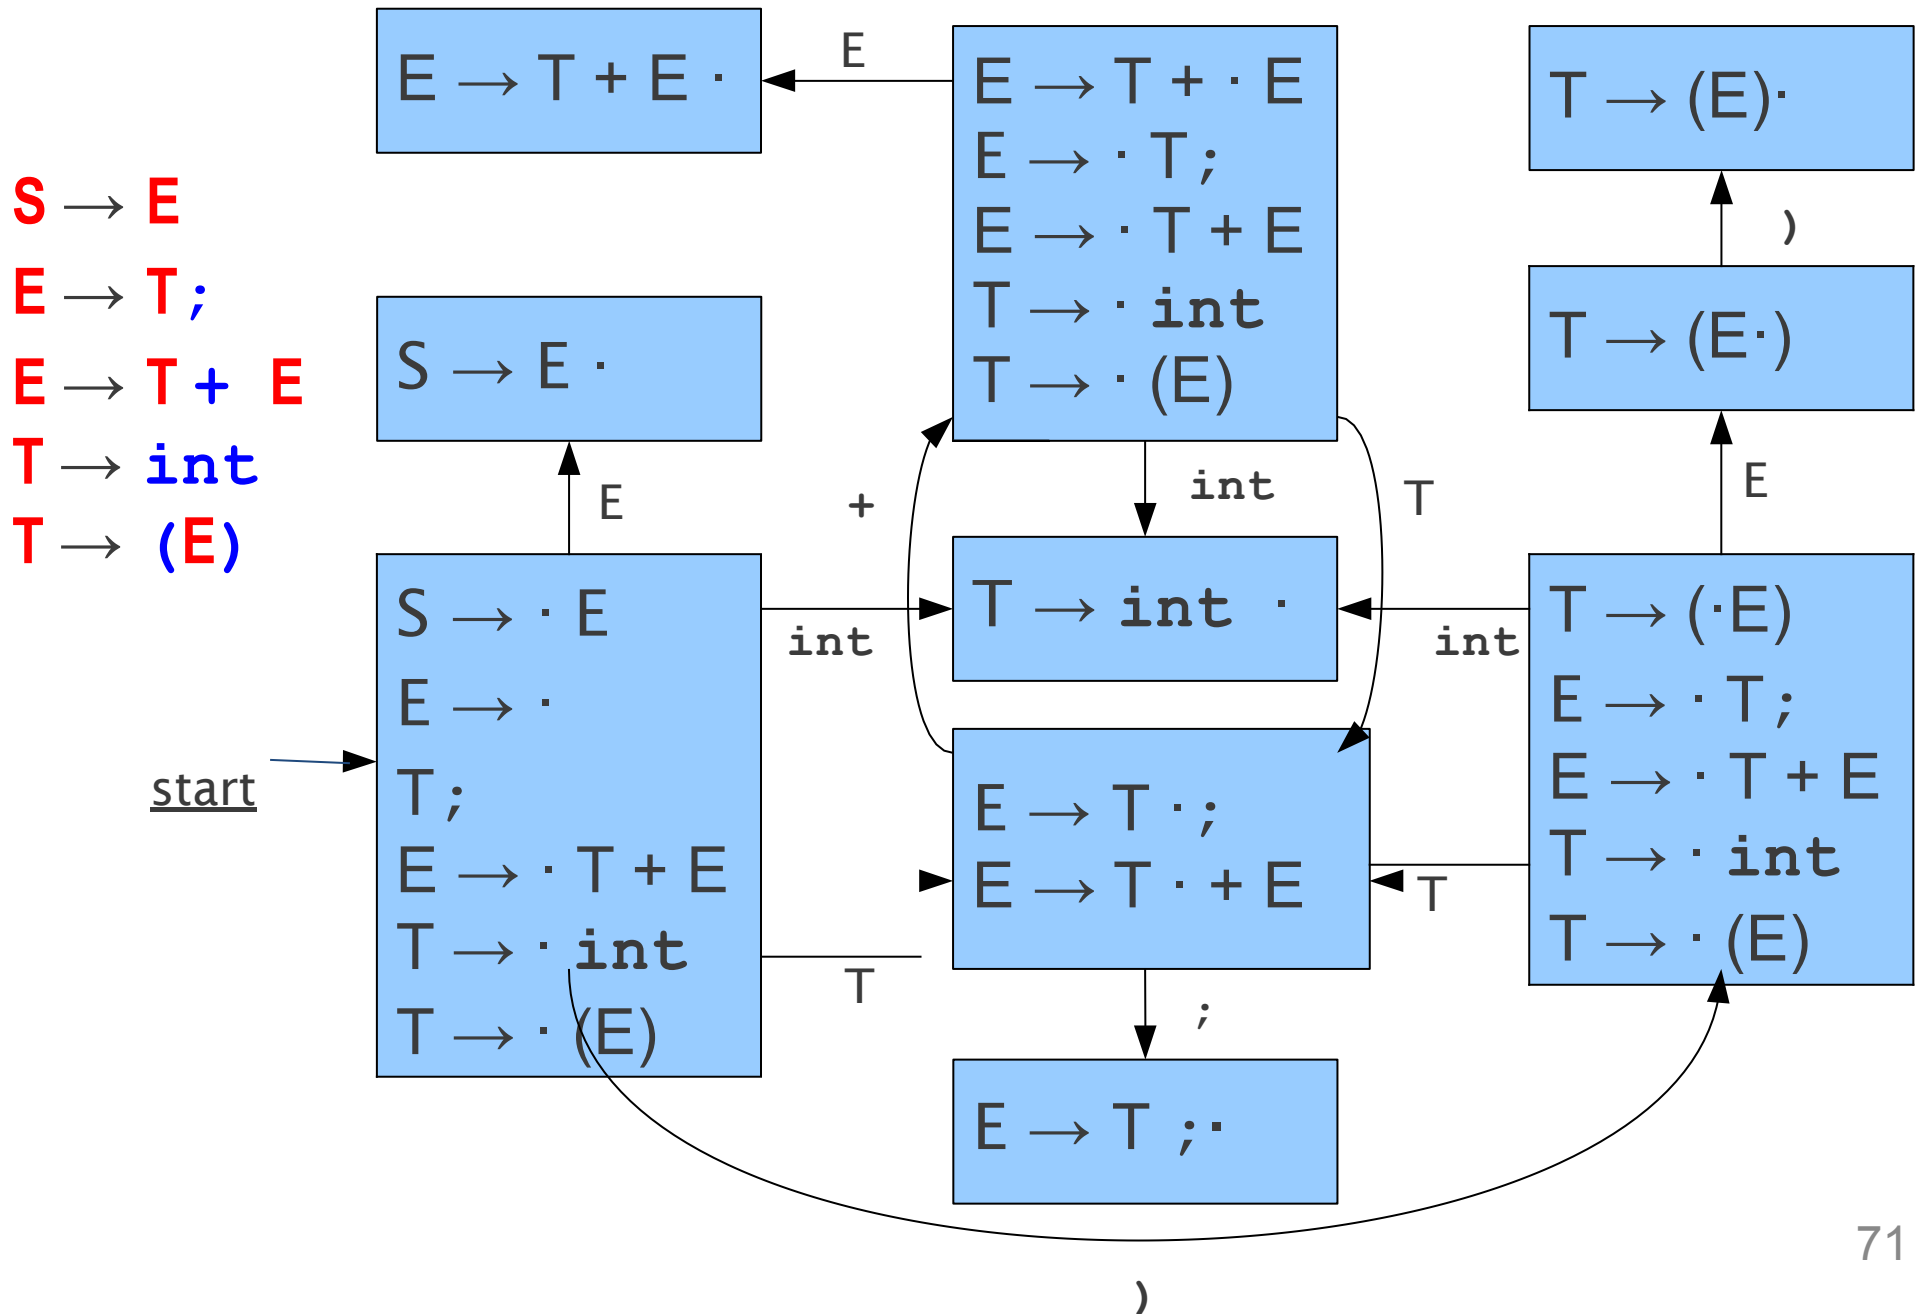 S → E
E → T ;
E → T + E
T → int
T → (E)
start
E → T + E ·
E
E → T + · E
E → · T ;
E → · T + E
T → · int
T → · (E)
T → (E)·
)
T → (E·)
E
S → E ·
E
+
int
T
S → · E
E → ·
T ;
E → · T + E
T → · int
T → · (E)
int
T → int ·
int
T → (·E)
E → · T ;
E → · T + E
T → · int
T → · (E)
E → T · ;
E → T · + E
T
T
;
E → T ; ·
)
71